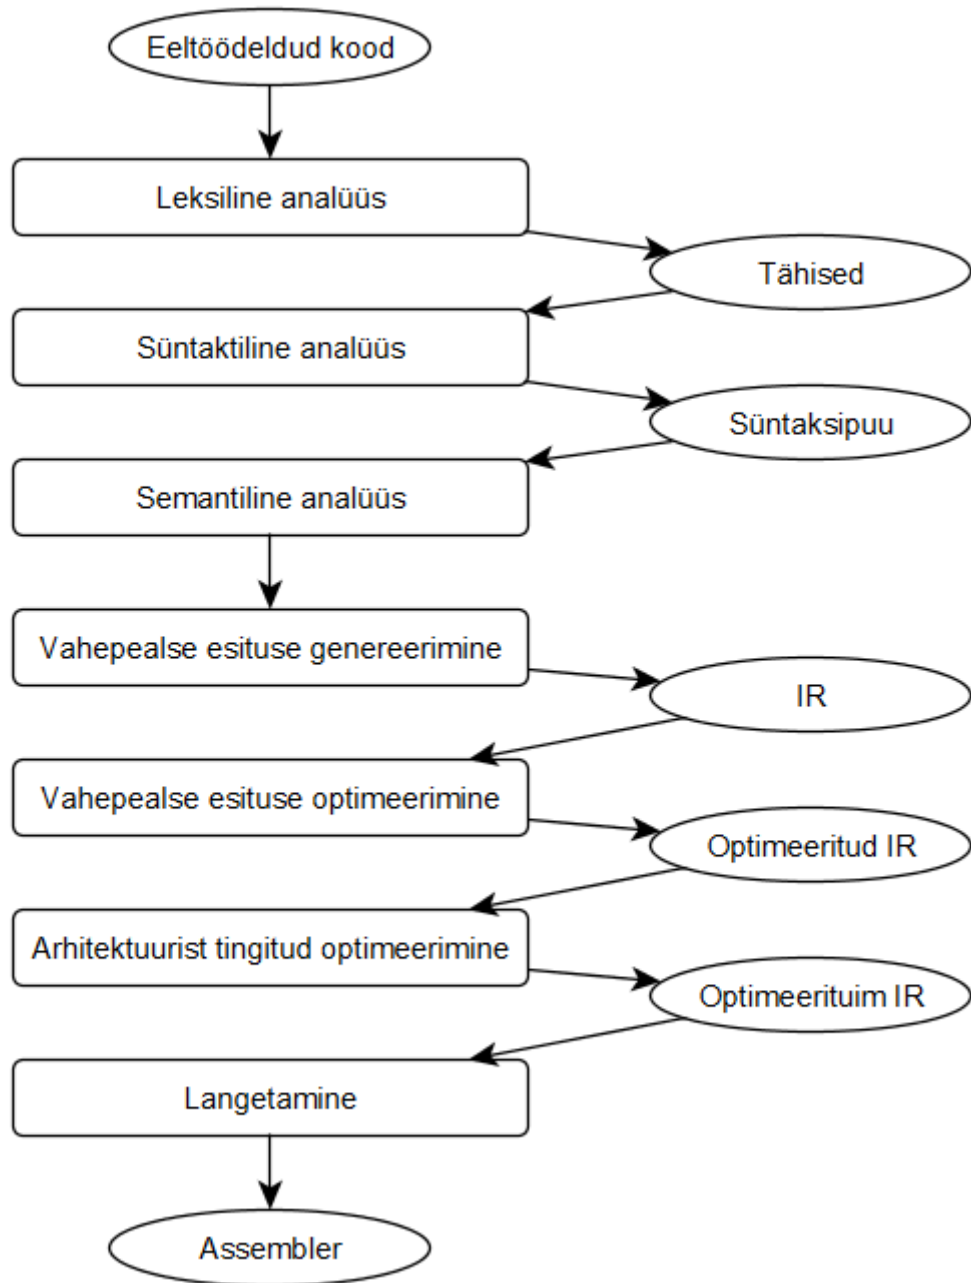 Eeltöödeldud kood
Leksiline analüüs
Tähised
Süntaktiline analüüs
Süntaksipuu
Semantiline analüüs
Vahepealse esituse genereerimine
IR
Vahepealse esituse optimeerimine
Optimeeritud IR
Arhitektuurist tingitud optimeerimine
Optimeerituim IR
Langetamine
Assembler